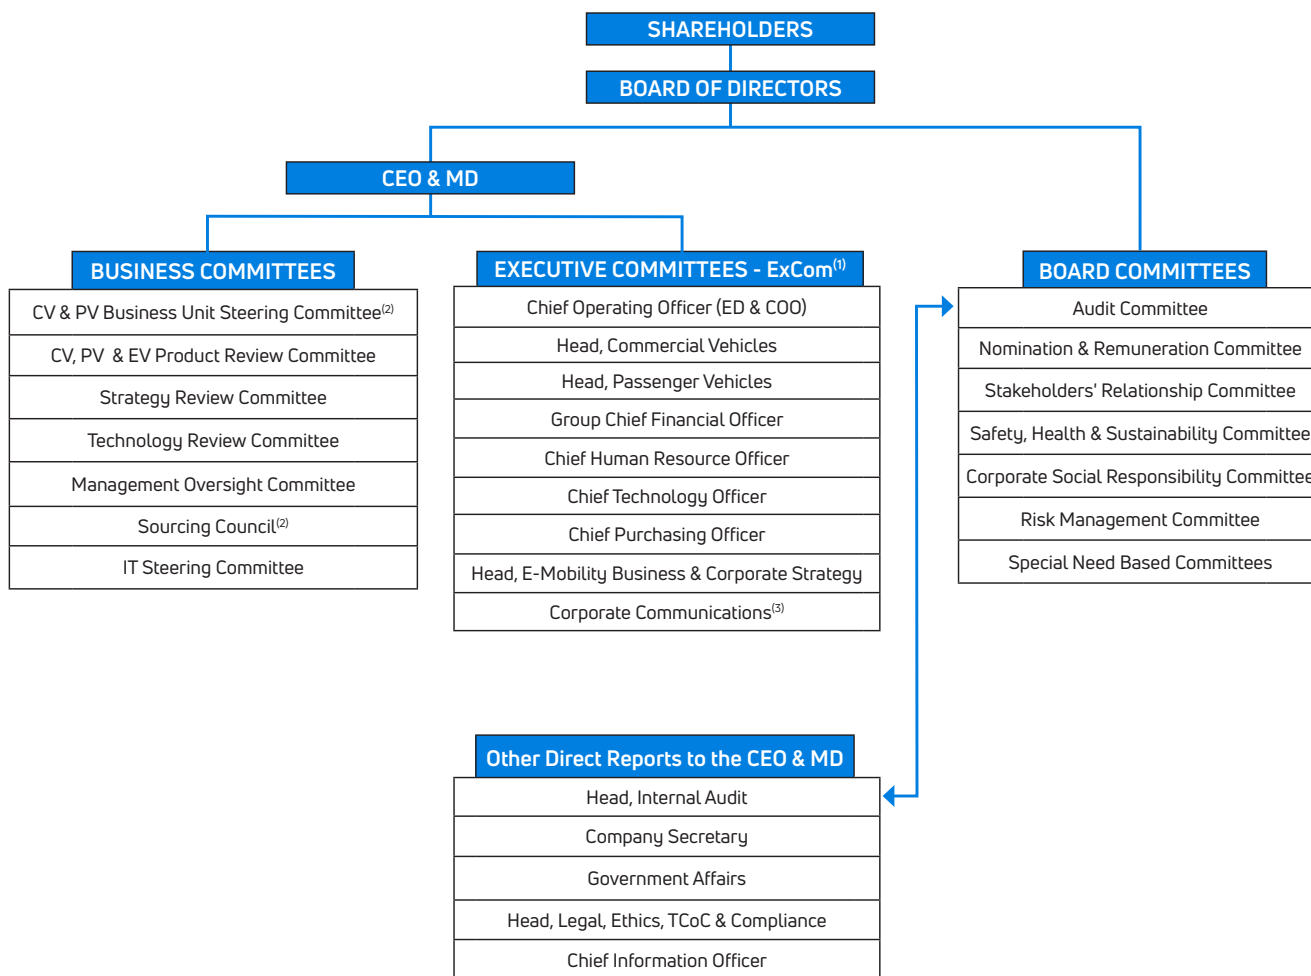 SHAREHOLDERS
BOARD OF DIRECTORS
CEO & MD
BUSINESS COMMITTEES
CV & PV Business Unit Steering Committee(2)
CV, PV & EV Product Review Committee
Strategy Review Committee
Technology Review Committee
Management Oversight Committee
Sourcing Council(2)
IT Steering Committee
EXECUTIVE COMMITTEES - ExCom(1)
Chief Operating Officer (ED & COO)
Head, Commercial Vehicles
Head, Passenger Vehicles
Group Chief Financial Officer
Chief Human Resource Officer
Chief Technology Officer
Chief Purchasing Officer
Head, E-Mobility Business & Corporate Strategy
Corporate Communications(3)
BOARD COMMITTEES
Audit Committee
Nomination & Remuneration Committee
Stakeholders' Relationship Committee
Safety, Health & Sustainability Committee
Corporate Social Responsibility Committee
Risk Management Committee
Special Need Based Committees
Other Direct Reports to the CEO & MD
Head, Internal Audit
Company Secretary
Government Affairs
Head, Legal, Ethics, TCoC & Compliance
Chief Information Officer